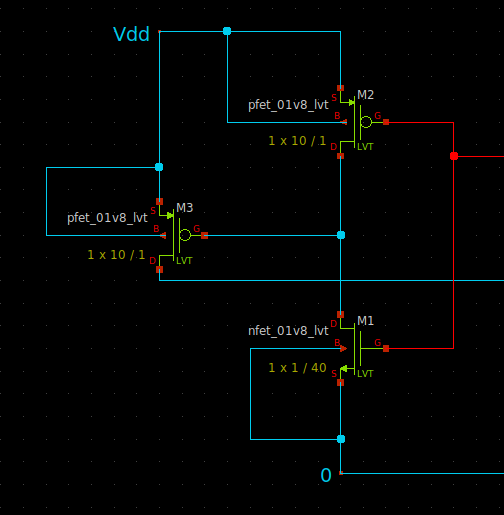 Vdd
S
M2
pfet_01v8_lvt
B
G
1 x 10 / 1
D
LVT
S
M3
pfet_01v8_lvt
B
G
1 x 10 / 1
D
LVT
D
M1
nfet_01v8_lvt
B
G
1 x 1 / 40
S
LVT
0